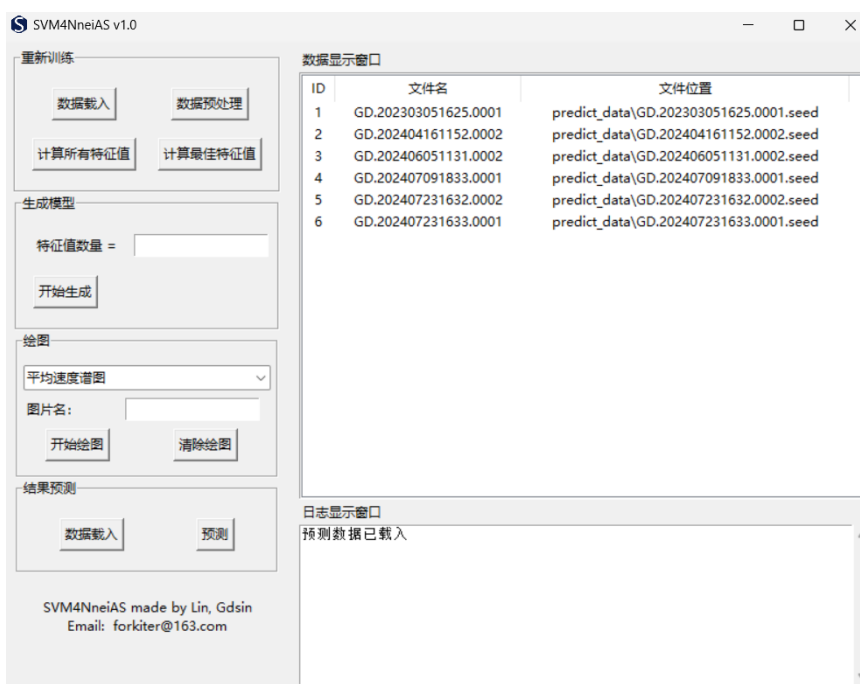 SVM4NneiAS v1.0
重新训练
数据载入 数据预处理
计算所有特征值 计算最佳特征值
生成模型
特征值数量 =
开始生成
绘图
平均速度谱图
图片名:
开始绘图 清除绘图
结果预测
数据载入 预测
SVM4NneiAS made by Lin, Gdsin
Email: forkiter@163.com
数据显示窗口
ID 文件名 文件位置
1 GD.202303051625.0001 predict_data\GD.202303051625.0001.seed
2 GD.202404161152.0002 predict_data\GD.202404161152.0002.seed
3 GD.202406051131.0002 predict_data\GD.202406051131.0002.seed
4 GD.202407091833.0001 predict_data\GD.202407091833.0001.seed
5 GD.202407231632.0002 predict_data\GD.202407231632.0002.seed
6 GD.202407231633.0001 predict_data\GD.202407231633.0001.seed
日志显示窗口
预测数据已载入